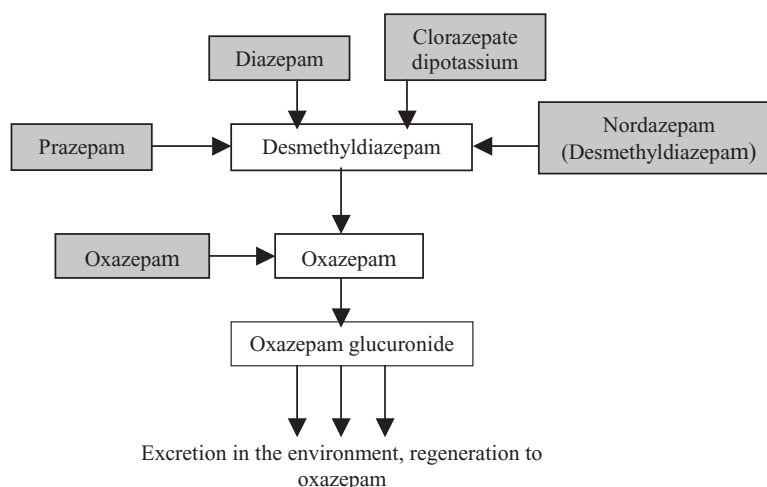 Diazepam
Clorazepate
dipotassium
Prazepam
Desmethyldiazepam
Nordazepam
(Desmethyldiazepam)
Oxazepam
Oxazepam
Oxazepam glucuronide
Excretion in the environment, regeneration to
oxazepam